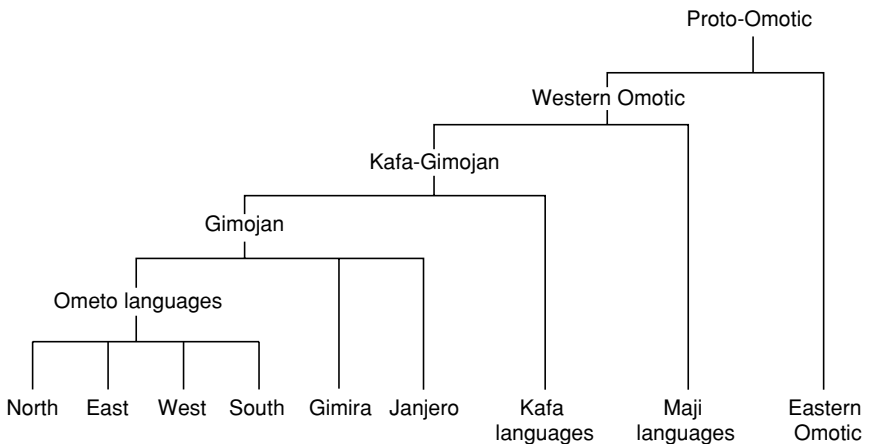 Proto-Omotic
Western Omotic
Kafa-Gimojan
Gimojan
Ometo languages
North East West South Gimira Janjero Kafa Maji Eastern
languages languages Omotic